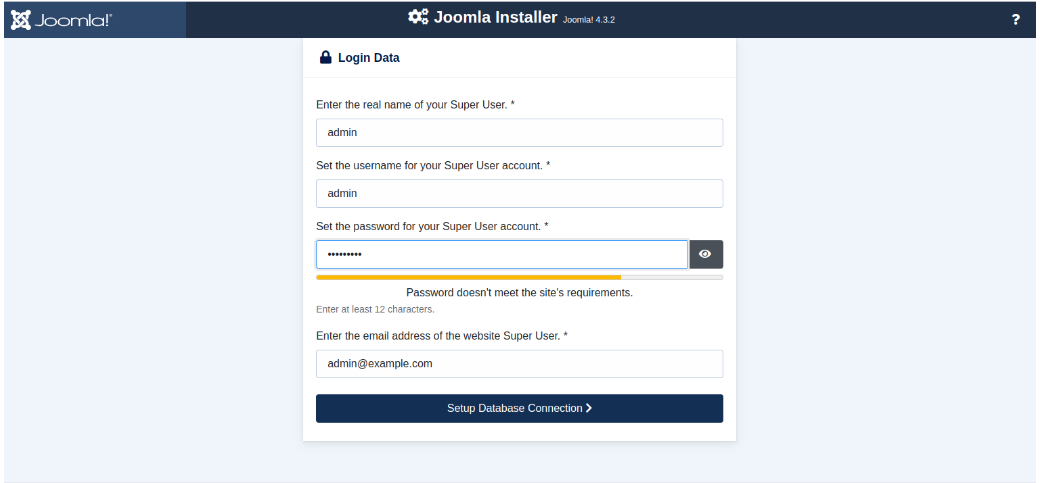 Joomla!® Joomla Installer Joomla! 4.3.2 ?
Login Data
Enter the real name of your Super User. *
admin
Set the username for your Super User account. *
admin
Set the password for your Super User account. *
•••••••••
Password doesn't meet the site's requirements.
Enter at least 12 characters.
Enter the email address of the website Super User. *
admin@example.com
Setup Database Connection